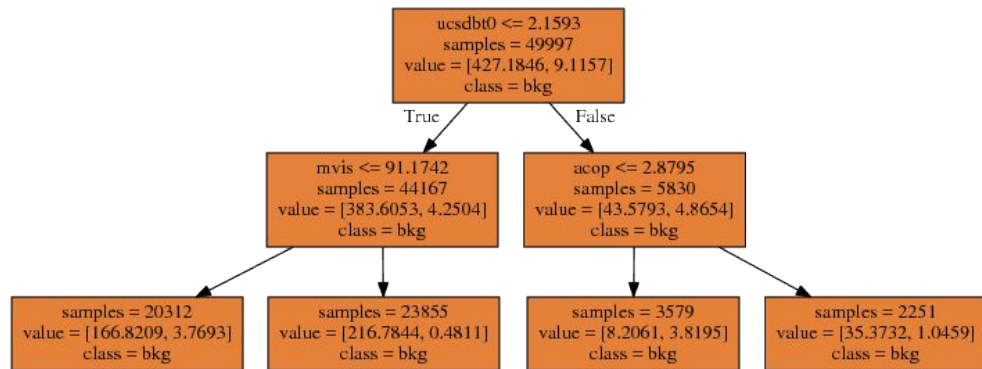 ucsdbt0 <= 2.1593
samples = 49997
value = [427.1846, 9.1157]
class = bkg
True
False
mvis <= 91.1742
samples = 44167
value = [383.6053, 4.2504]
class = bkg
acop <= 2.8795
samples = 5830
value = [43.5793, 4.8654]
class = bkg
samples = 20312
value = [166.8209, 3.7693]
class = bkg
samples = 23855
value = [216.7844, 0.4811]
class = bkg
samples = 3579
value = [8.2061, 3.8195]
class = bkg
samples = 2251
value = [35.3732, 1.0459]
class = bkg